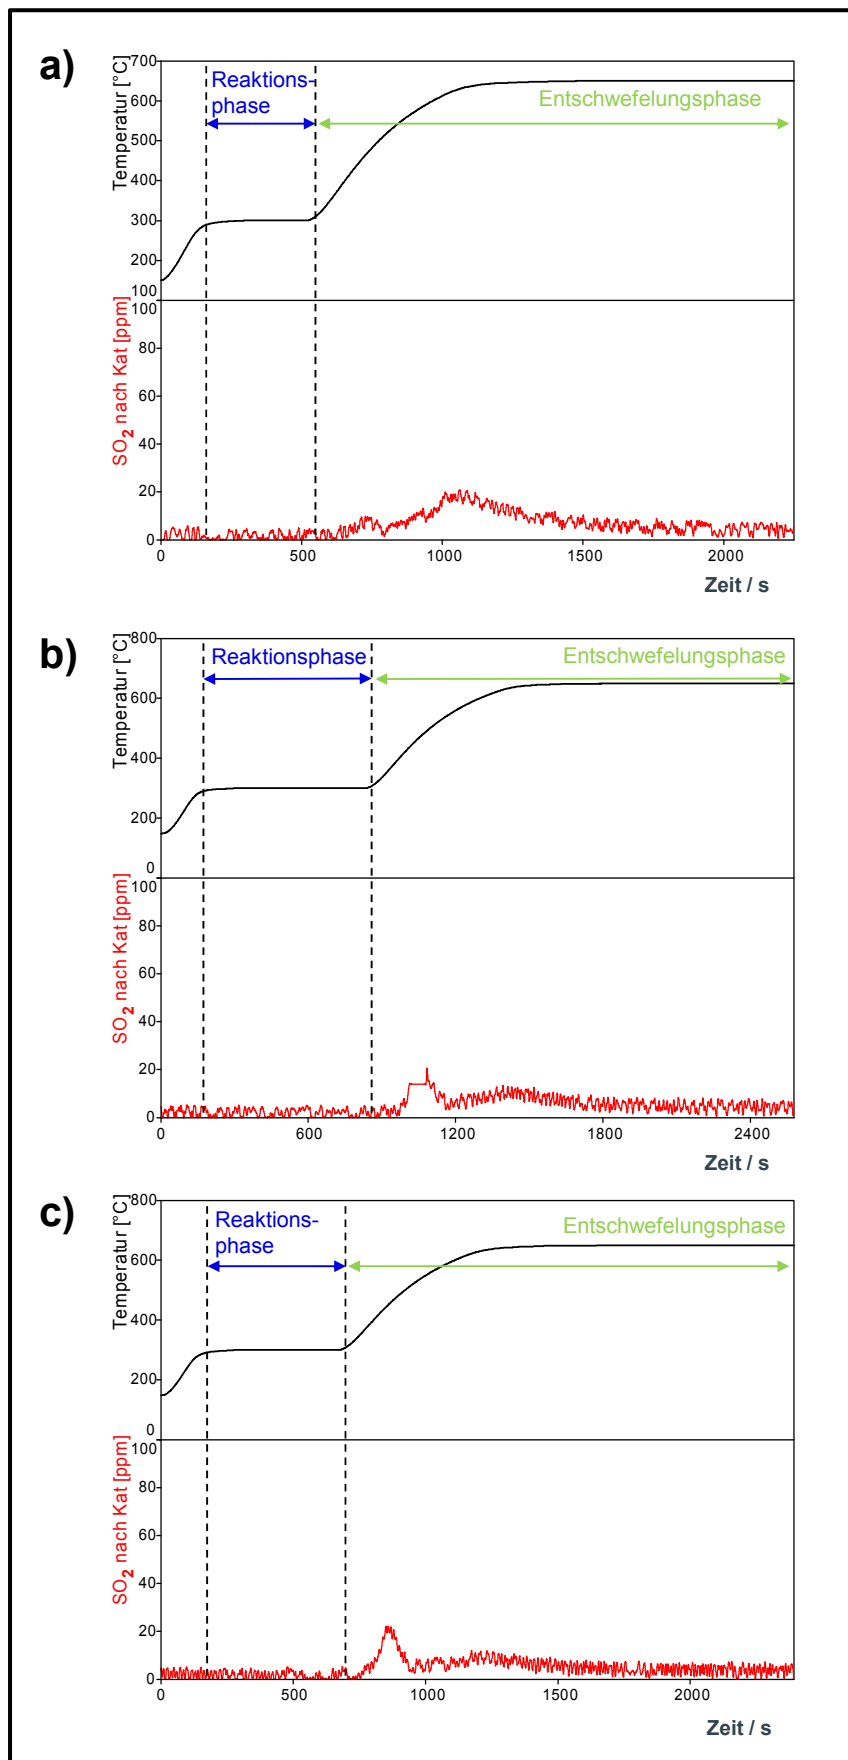 a)
Temperatur [°C]
700
600
500
400
300
200
100
Reaktions-
phase
Entschwefelungsphase
SO2 nach Kat [ppm]
100
80
60
40
20
0
0 500 1000 1500 2000
Zeit / s
b)
Temperatur [°C]
800
600
400
200
0
Reaktionsphase
Entschwefelungsphase
SO2 nach Kat [ppm]
100
80
60
40
20
0
0 600 1200 1800 2400
Zeit / s
c)
Temperatur [°C]
800
600
400
200
0
Reaktions-
phase
Entschwefelungsphase
SO2 nach Kat [ppm]
100
80
60
40
20
0
0 500 1000 1500 2000
Zeit / s